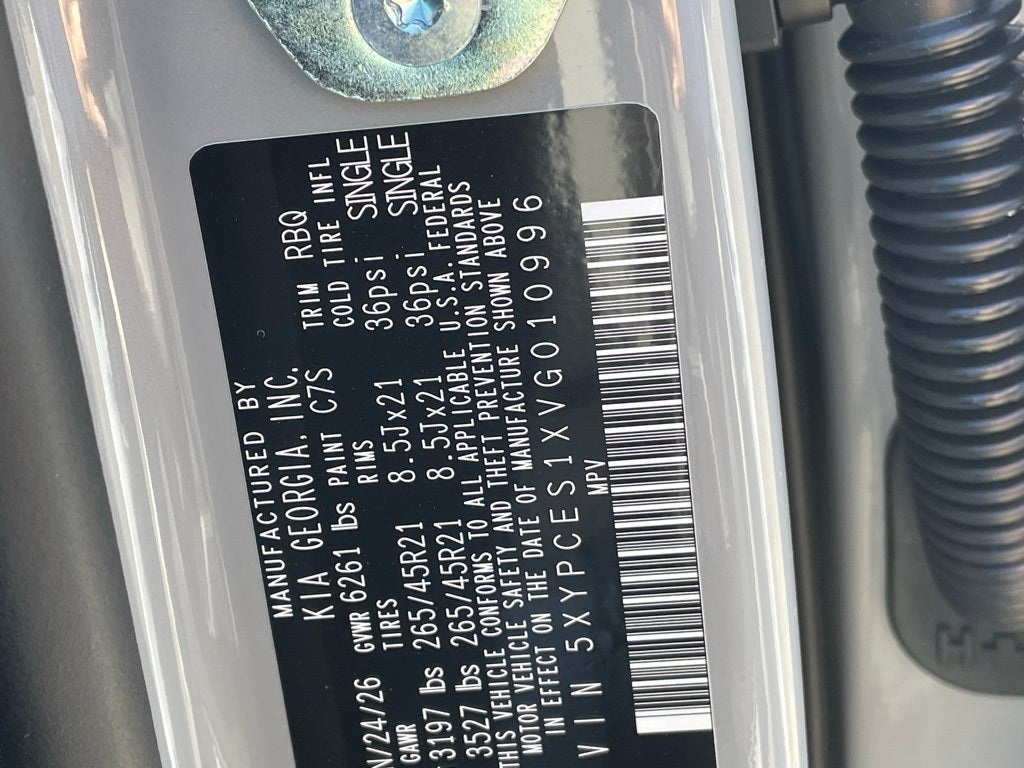 MANUFACTURED BY
KIA GEORGIA, INC.
N/24/26 GVWR 6261 lbs PAINT C7S TRIM RBQ
GAWR TIRES RIMS COLD TIRE INFL
3197 lbs 265/45R21 8.5Jx21 36psi SINGLE
3527 lbs 265/45R21 8.5Jx21 36psi SINGLE
THIS VEHICLE CONFORMS TO ALL APPLICABLE U.S.A. FEDERAL
MOTOR VEHICLE SAFETY AND THEFT PREVENTION STANDARDS
IN EFFECT ON THE DATE OF MANUFACTURE SHOWN ABOVE
VIN 5XYPCES1XVG010996
MPV